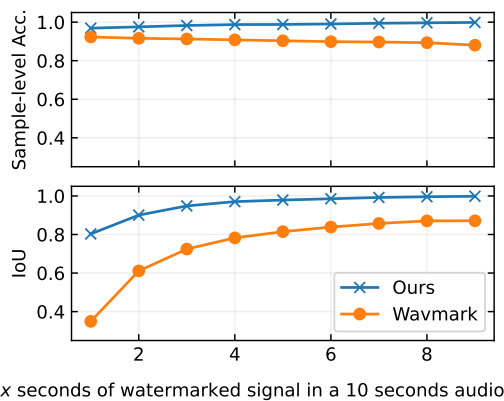 Sample-level Acc.
1.0
0.8
0.6
0.4
IoU
1.0
0.8
0.6
0.4
Ours
Wavmark
2 4 6 8
x seconds of watermarked signal in a 10 seconds audio